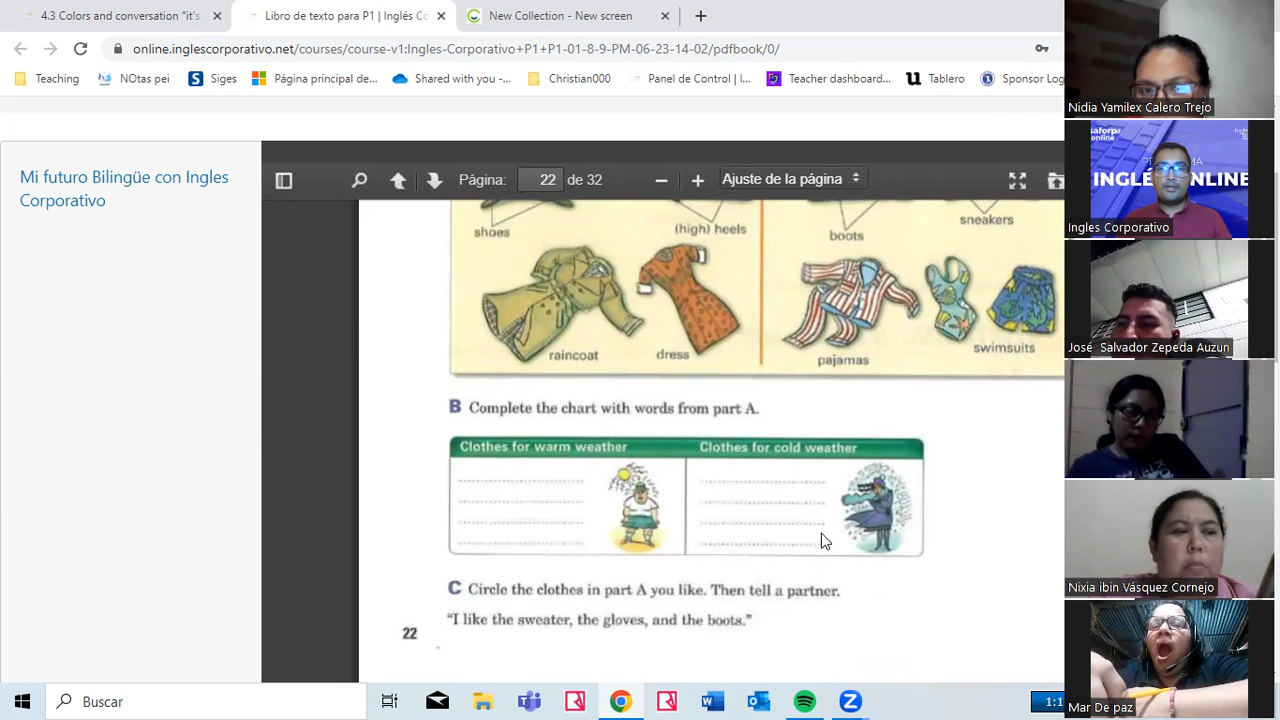 4.3 Colors and conversation "it's
Libro de texto para P1 | Inglés Co
New Collection - New screen
online.inglescorporativo.net/courses/course-v1:Ingles-Corporativo+P1+P1-01-8-9-PM-06-23-14-02/pdfbook/0/
Teaching
NOtas pei
Siges
Página principal de...
Shared with you -...
Christian000
Panel de Control | I...
Teacher dashboard...
Tablero
Sponsor Log
Mi futuro Bilingüe con Ingles
Corporativo
Página:
22
de 32
Ajuste de la página
shoes
(high) heels
boots
sneakers
raincoat
dress
pajamas
swimsuits
B Complete the chart with words from part A.
Clothes for warm weather
Clothes for cold weather
C Circle the clothes in part A you like. Then tell a partner.
"I like the sweater, the gloves, and the boots."
22
Buscar
1:1
Nidia Yamilex Calero Trejo
INGLÉ
ONLINE
Ingles Corporativo
José Salvador Zepeda Auzun
Nixia ibin Vásquez Cornejo
Mar De paz